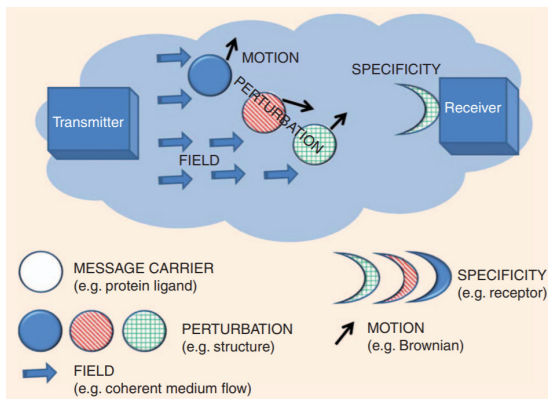 MOTION
SPECIFICITY
Transmitter
PERTURBATION
Receiver
FIELD
MESSAGE CARRIER
(e.g. protein ligand)
SPECIFICITY
(e.g. receptor)
PERTURBATION
(e.g. structure)
MOTION
(e.g. Brownian)
FIELD
(e.g. coherent medium flow)